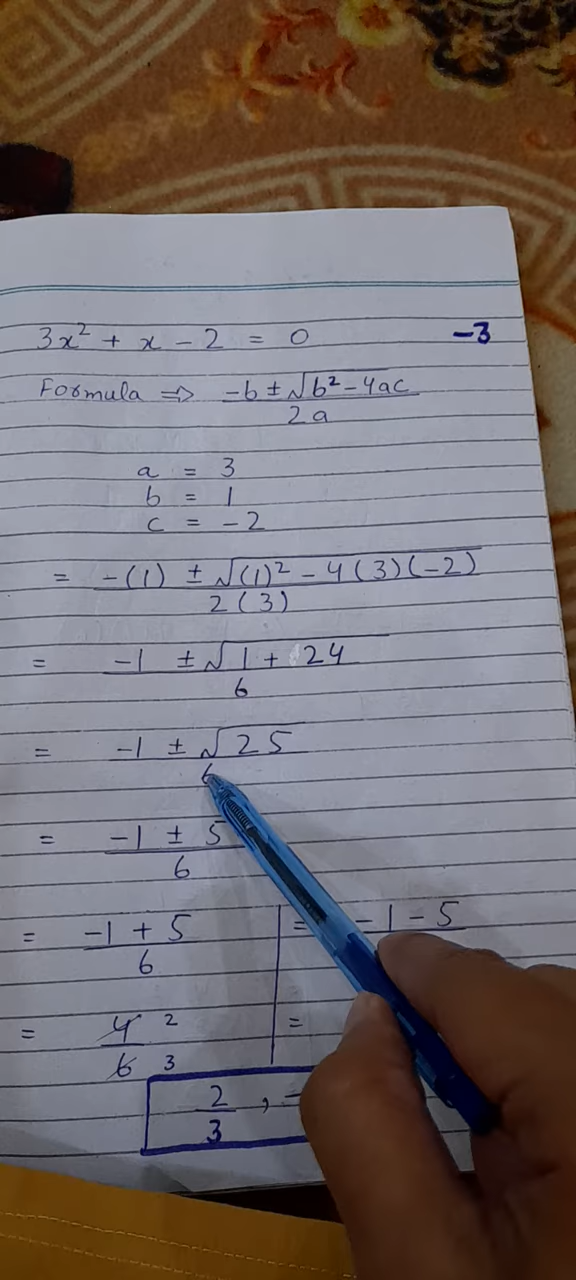 3x² + x - 2 = 0
-3
Formula ⇒ -b ± √b² - 4ac / 2a
a = 3
b = 1
c = -2
= -(1) ± √(1)² - 4(3)(-2) / 2(3)
= -1 ± √1 + 24 / 6
= -1 ± √25 / 6
= -1 ± 5 / 6
= -1 + 5 / 6
= -1 - 5
= 4 2 / 6 3
=
2/3 , -